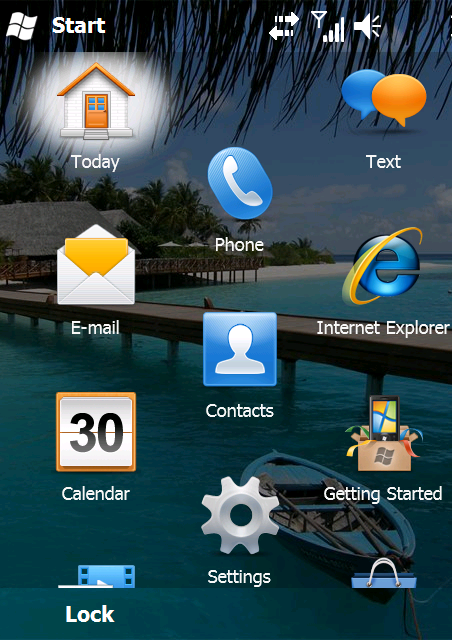 Start
Today
Text
Phone
E-mail
Internet Explorer
Contacts
30
Calendar
Getting Started
Settings
Lock